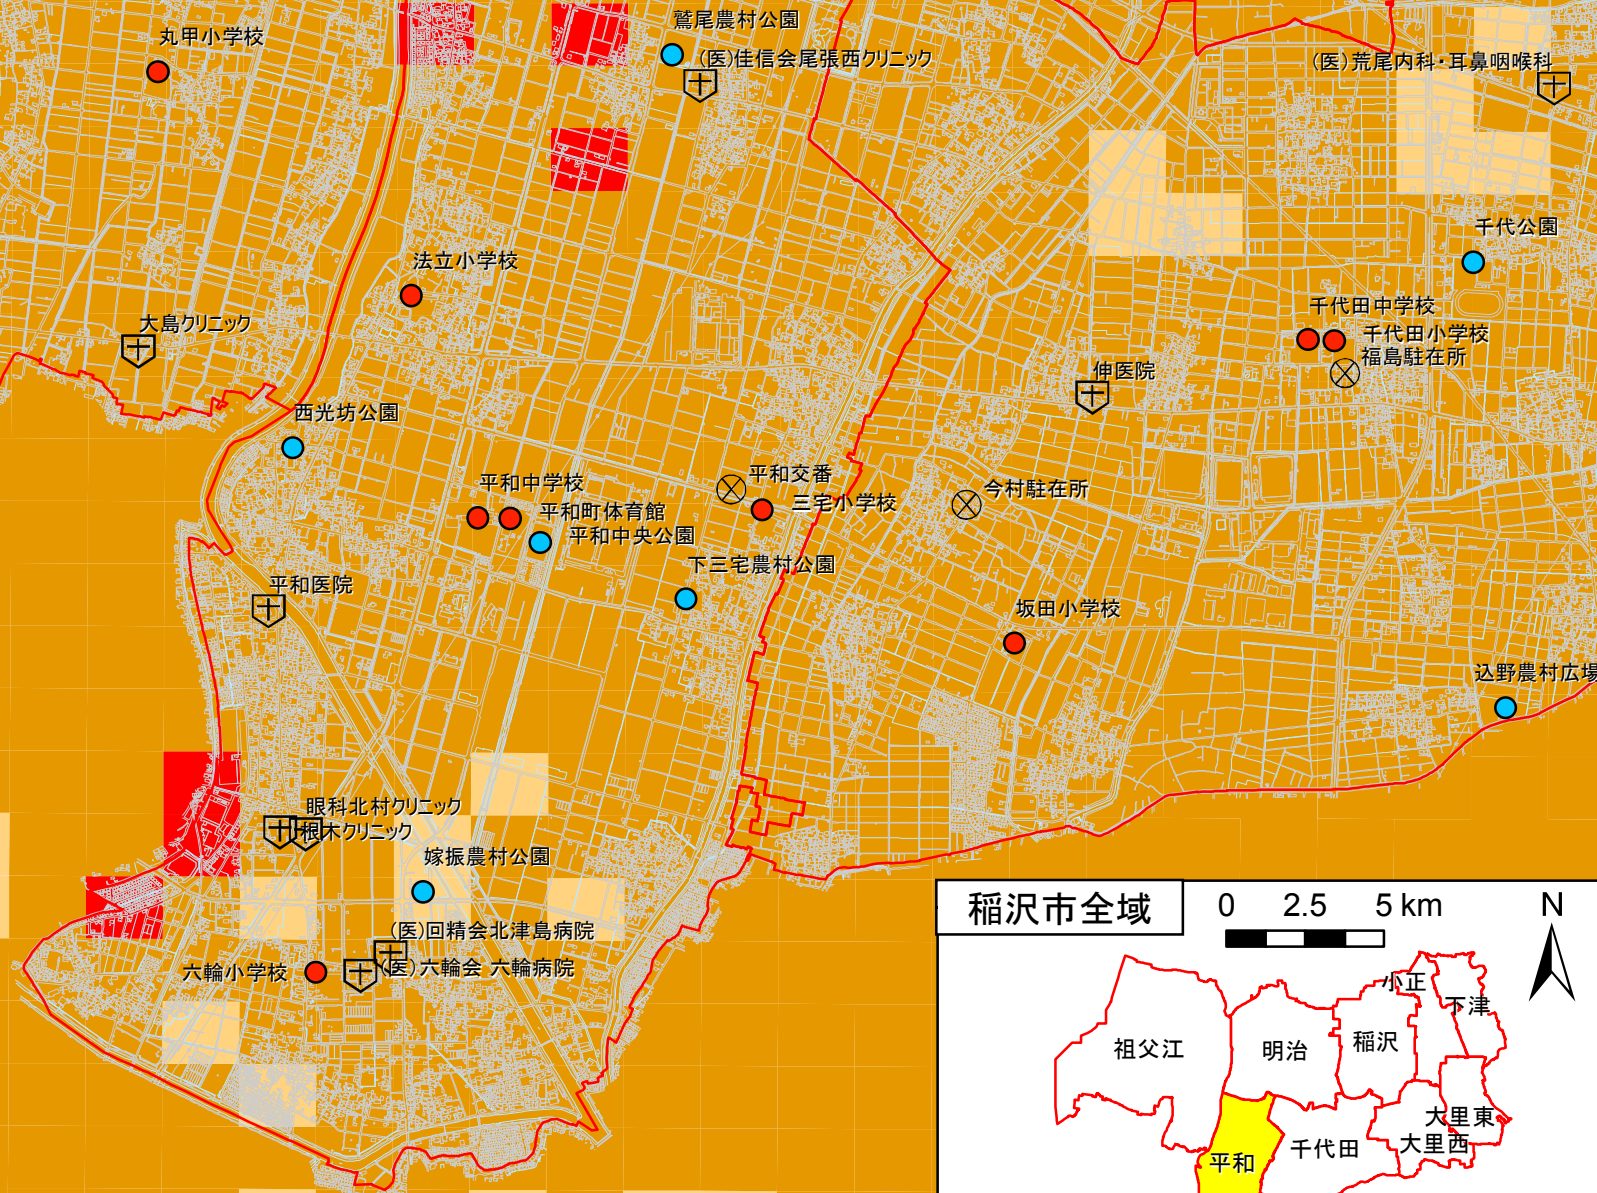 鷲尾農村公園
丸甲小学校
(医)佳信会尾張西クリニック
(医)荒尾内科・耳鼻咽喉科
千代公園
法立小学校
千代田中学校
大島クリニック
千代田小学校
福島駐在所
伸医院
西光坊公園
平和交番
平和中学校
今村駐在所
三宅小学校
平和町体育館
平和中央公園
下三宅農村公園
平和医院
坂田小学校
込野農村広場
眼科北村クリニック
根木クリニック
嫁振農村公園
(医)回精会北津島病院
(医)六輪会 六輪病院
六輪小学校
稲沢市全域
0 2.5 5 km
N
小正
下津
稲沢
祖父江
明治
大里東
大里西
千代田
平和